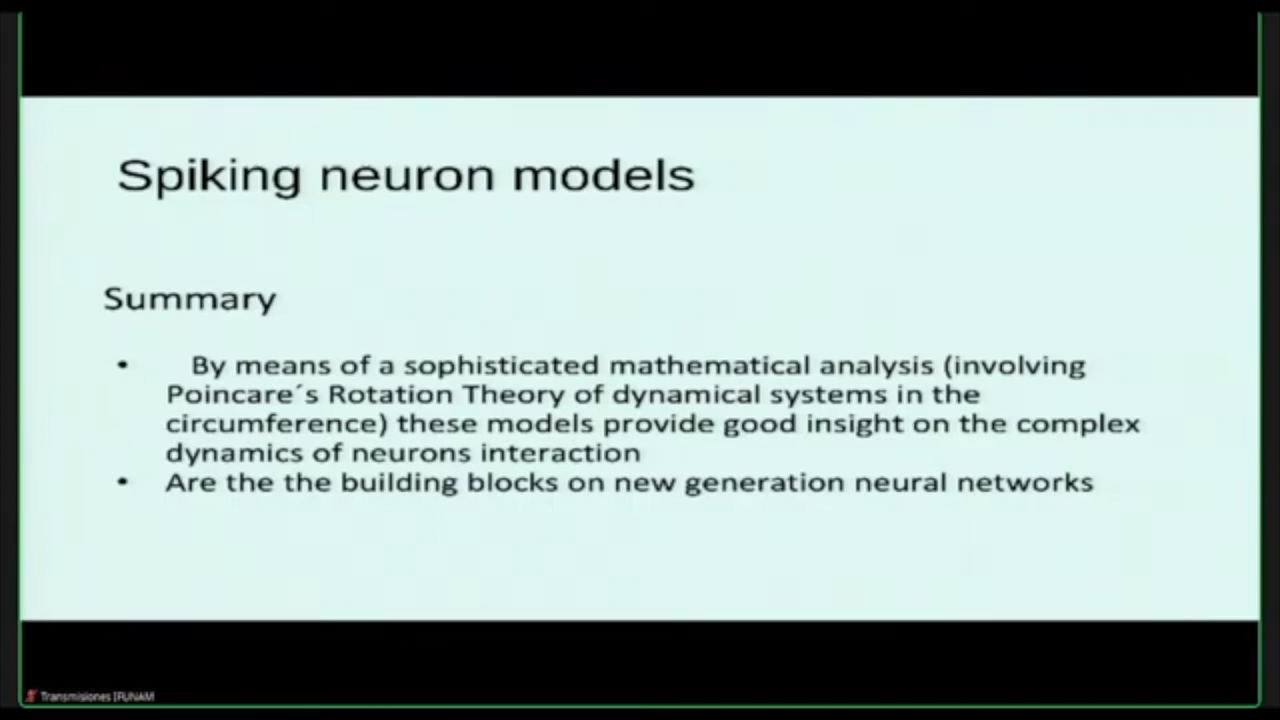 Spiking neuron models
Summary
• By means of a sophisticated mathematical analysis (involving
Poincare´s Rotation Theory of dynamical systems in the
circumference) these models provide good insight on the complex
dynamics of neurons interaction
• Are the the building blocks on new generation neural networks
Transmisiones